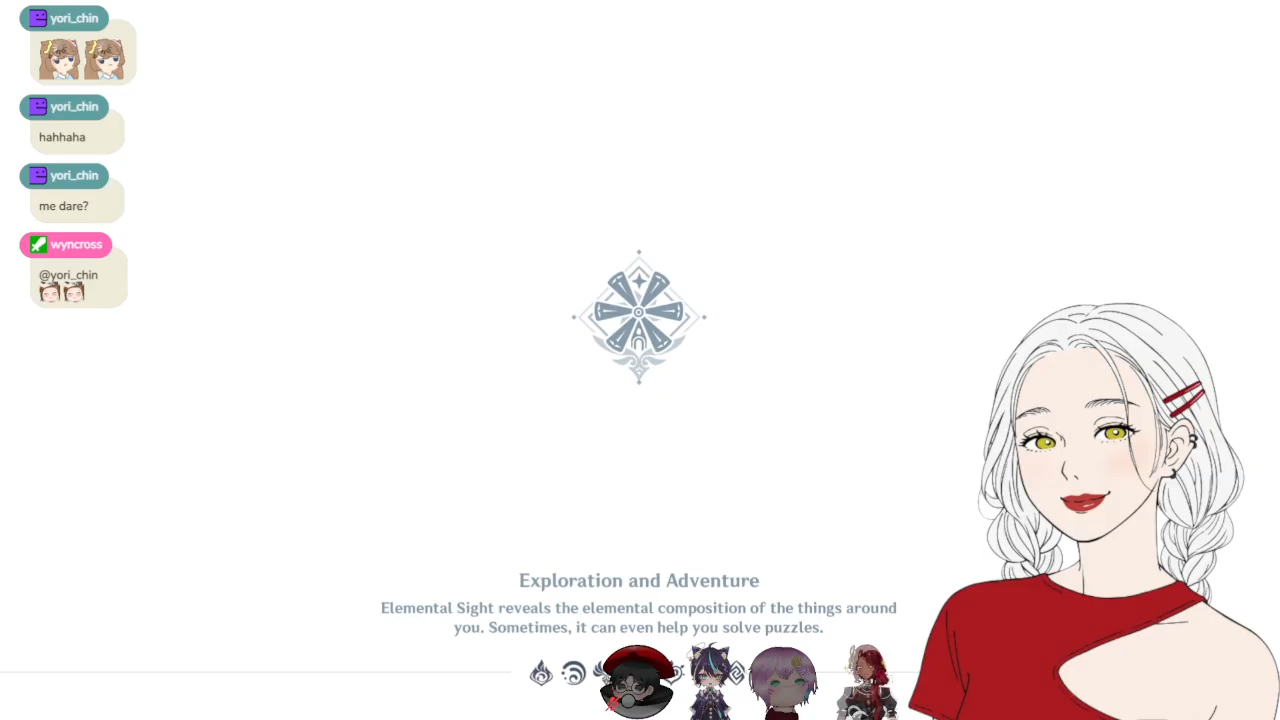 yori_chin
yori_chin
hahhaha
yori_chin
me dare?
wyncross
@yori_chin
Exploration and Adventure
Elemental Sight reveals the elemental composition of the things around
you. Sometimes, it can even help you solve puzzles.